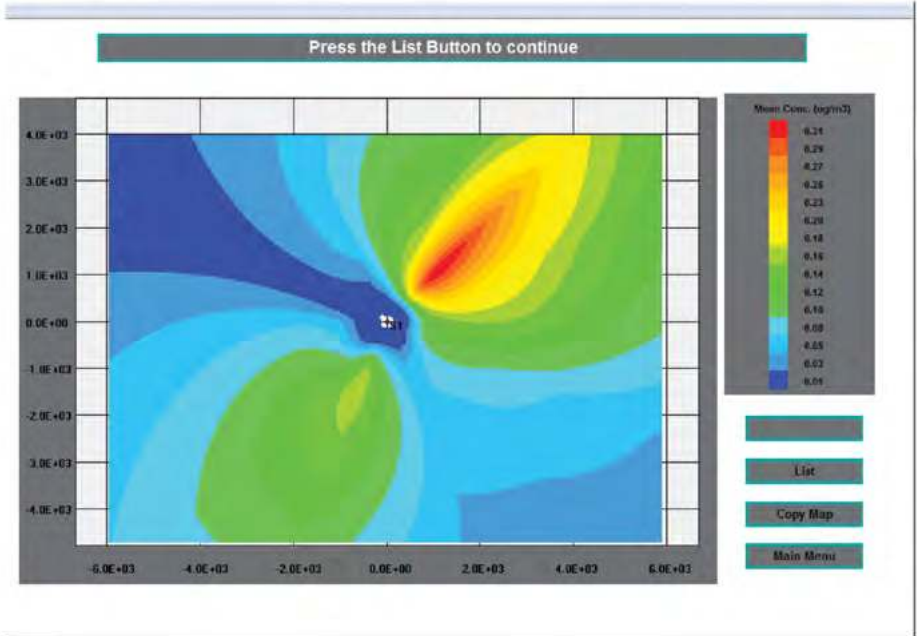 Press the List Button to continue
Mean Conc. (ug/m3)
0.31
0.29
0.27
0.25
0.23
0.20
0.18
0.16
0.14
0.12
0.10
0.08
0.05
0.03
0.01
4.0E+03
3.0E+03
2.0E+03
1.0E+03
0.0E+00
-1.0E+03
-2.0E+03
-3.0E+03
-4.0E+03
-6.0E+03
-4.0E+03
-2.0E+03
0.0E+00
2.0E+03
4.0E+03
6.0E+03
List
Copy Map
Main Menu